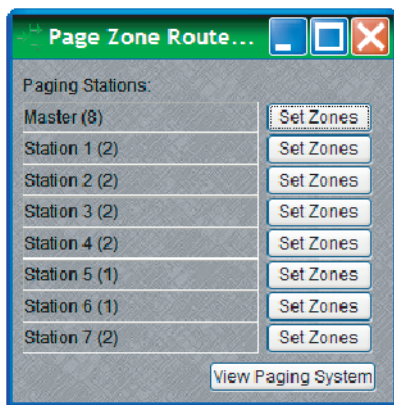 Page Zone Route...
Paging Stations:
Master (8) Set Zones
Station 1 (2) Set Zones
Station 2 (2) Set Zones
Station 3 (2) Set Zones
Station 4 (2) Set Zones
Station 5 (1) Set Zones
Station 6 (1) Set Zones
Station 7 (2) Set Zones
View Paging System